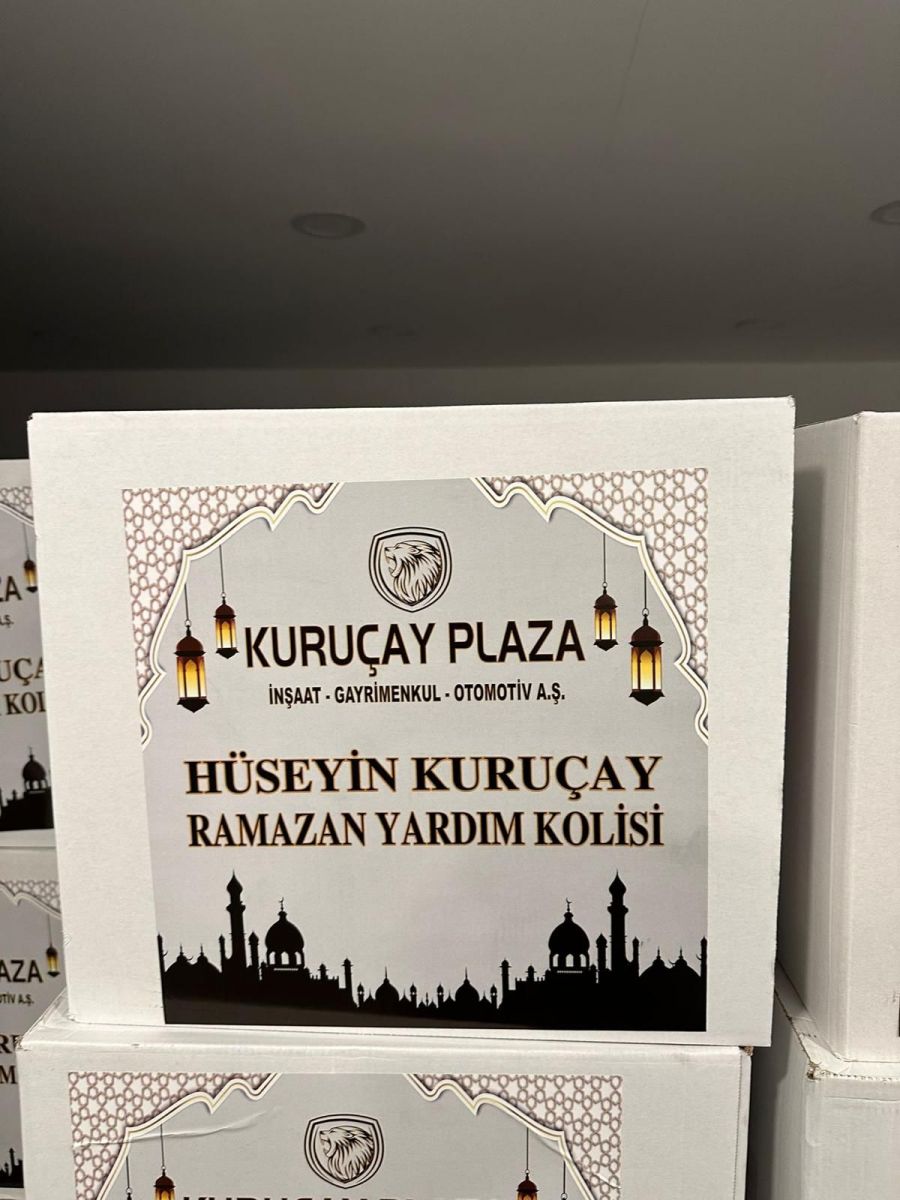 KURUÇAY PLAZA
İNŞAAT - GAYRİMENKUL - OTOMOTİV A.Ş.
HÜSEYİN KURUÇAY
RAMAZAN YARDIM KOLİSİ